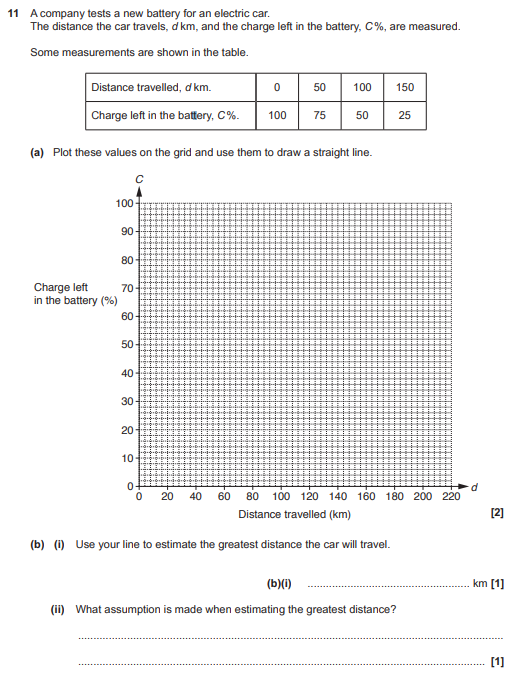 11 A company tests a new battery for an electric car.
The distance the car travels, d km, and the charge left in the battery, C%, are measured.
Some measurements are shown in the table.
Distance travelled, d km. 0 50 100 150
Charge left in the battery, C%. 100 75 50 25
(a) Plot these values on the grid and use them to draw a straight line.
C
100
90
80
Charge left
in the battery (%)
70
60
50
40
30
20
10
0
0 20 40 60 80 100 120 140 160 180 200 220
d
Distance travelled (km)
[2]
(b) (i) Use your line to estimate the greatest distance the car will travel.
(b)(i) .................................................... km [1]
(ii) What assumption is made when estimating the greatest distance?
..........................................................................................................................
.................................................................................................................... [1]